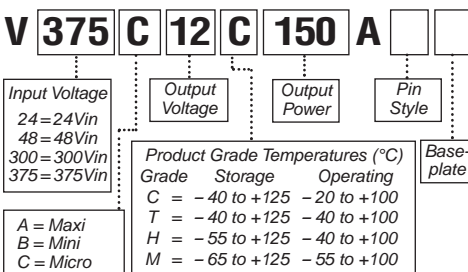 V 375 C 12 C 150 A
Input Voltage
24 = 24Vin
48 = 48Vin
300 = 300Vin
375 = 375Vin
Output
Voltage
Output
Power
Pin
Style
Base-
plate
Product Grade Temperatures (°C)
Grade Storage Operating
C = – 40 to +125 – 20 to +100
T = – 40 to +125 – 40 to +100
H = – 55 to +125 – 40 to +100
M = – 65 to +125 – 55 to +100
A = Maxi
B = Mini
C = Micro